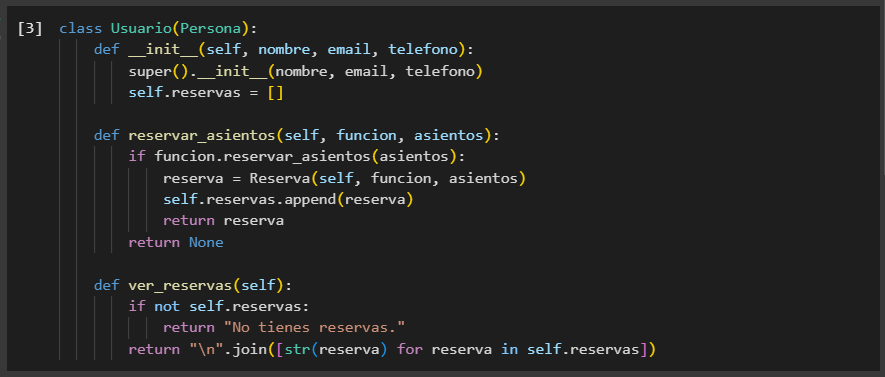 [3] class Usuario(Persona):
    def __init__(self, nombre, email, telefono):
        super().__init__(nombre, email, telefono)
        self.reservas = []

    def reservar_asientos(self, funcion, asientos):
        if funcion.reservar_asientos(asientos):
            reserva = Reserva(self, funcion, asientos)
            self.reservas.append(reserva)
            return reserva
        return None

    def ver_reservas(self):
        if not self.reservas:
            return "No tienes reservas."
        return "\n".join([str(reserva) for reserva in self.reservas])